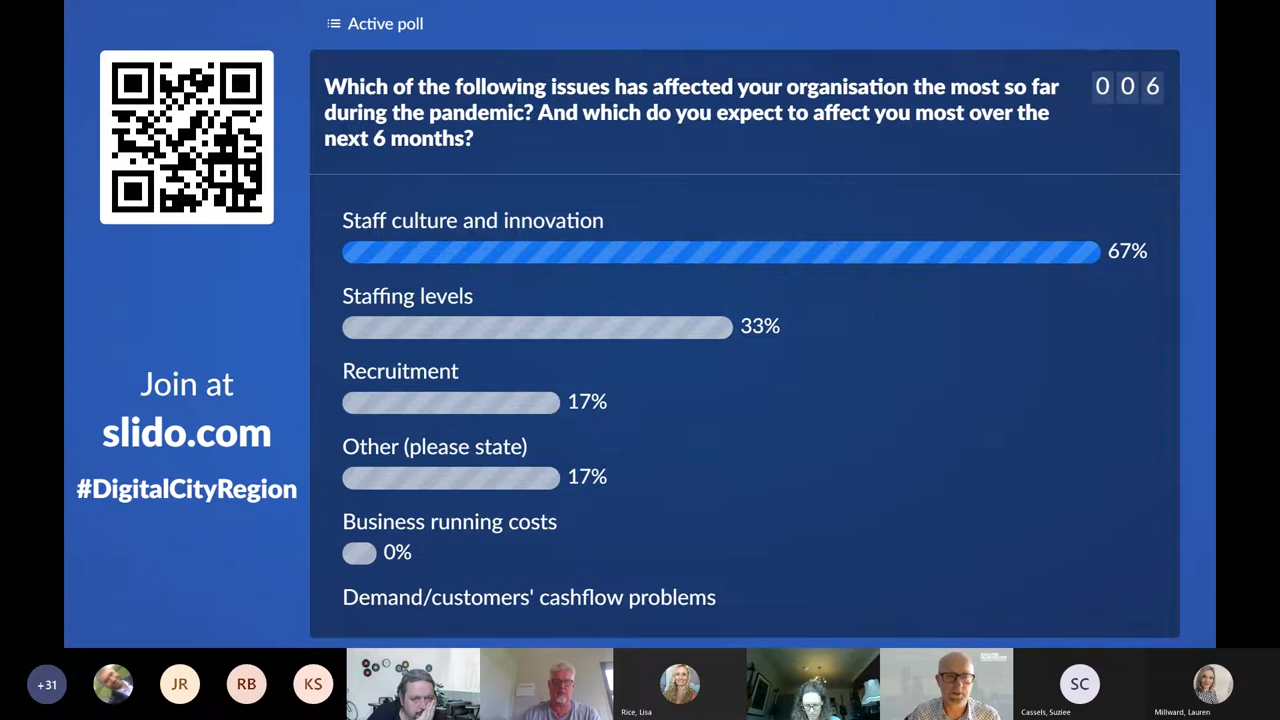 Active poll
Which of the following issues has affected your organisation the most so far
during the pandemic? And which do you expect to affect you most over the
next 6 months?
0 0 6
Staff culture and innovation
67%
Staffing levels
33%
Recruitment
17%
Other (please state)
17%
Business running costs
0%
Demand/customers' cashflow problems
Join at
slido.com
#DigitalCityRegion
+31
JR
RB
KS
Rice, Lisa
SC
Cassels, Suziee
Millward, Lauren